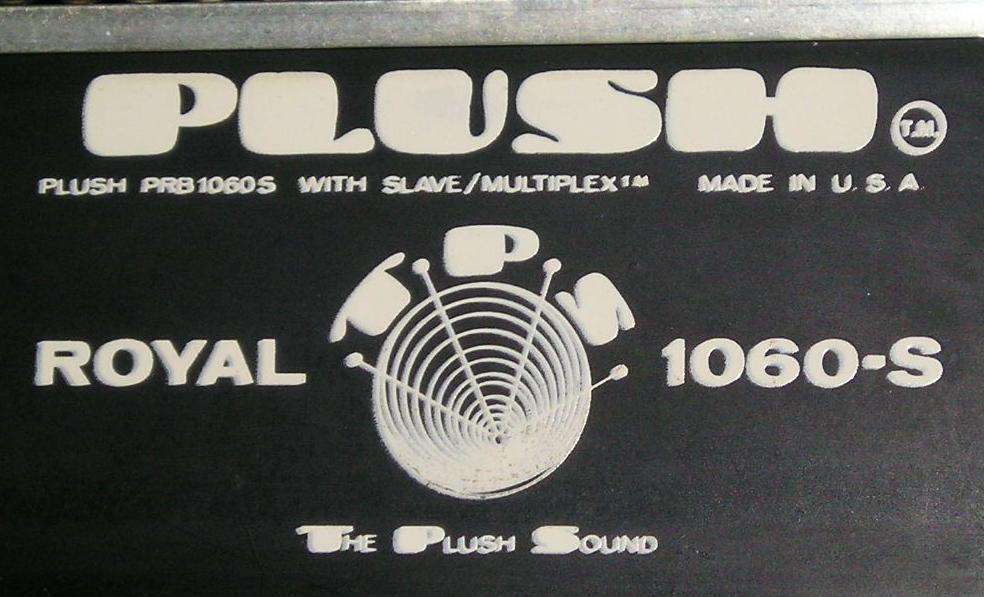 PLUSH T.M.
PLUSH PRB1060S WITH SLAVE/MULTIPLEX™ MADE IN U.S.A.
TPS
ROYAL 1060-S
THE PLUSH SOUND